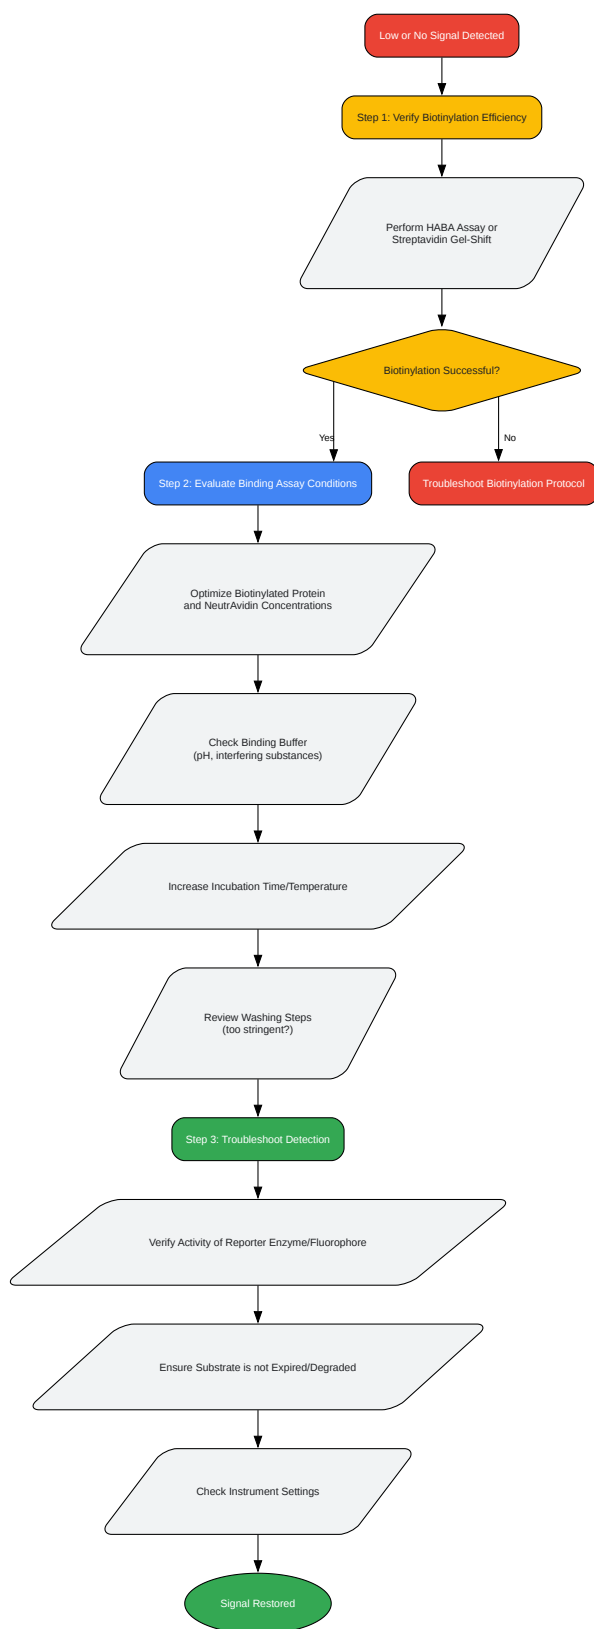 Low or No Signal Detected
Step 1: Verify Biotinylation Efficiency
Perform HABA Assay or
Streptavidin Gel-Shift
Biotinylation Successful?
Yes
No
Step 2: Evaluate Binding Assay Conditions
Troubleshoot Biotinylation Protocol
Optimize Biotinylated Protein
and NeutrAvidin Concentrations
Check Binding Buffer
(pH, interfering substances)
Increase Incubation Time/Temperature
Review Washing Steps
(too stringent?)
Step 3: Troubleshoot Detection
Verify Activity of Reporter Enzyme/Fluorophore
Ensure Substrate is not Expired/Degraded
Check Instrument Settings
Signal Restored